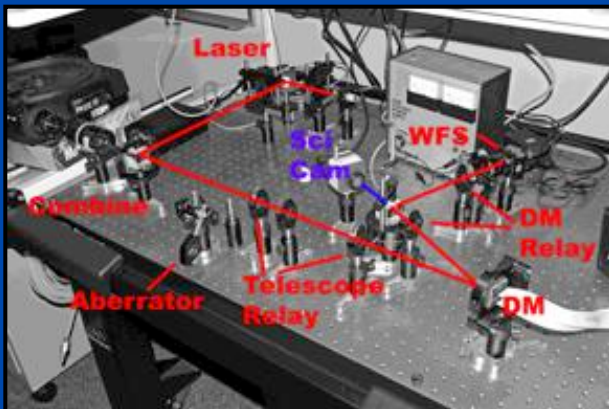 Laser
Sci
Cam
WFS
Combine
DM
Relay
Aberrator
Telescope
Relay
DM